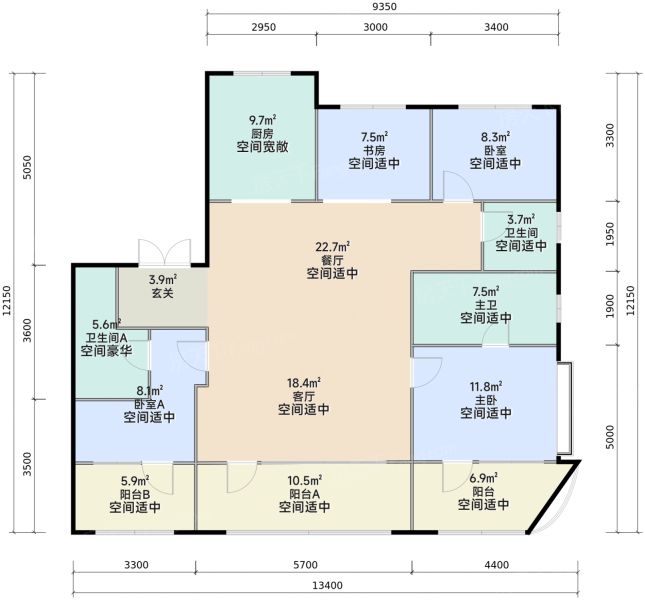 9350
2950
3000
3400
9.7㎡
厨房
空间宽敞
7.5㎡
书房
空间适中
8.3㎡
卧室
空间适中
3.7㎡
卫生间
空间适中
22.7㎡
餐厅
空间适中
3.9㎡
玄关
7.5㎡
主卫
空间适中
5.6㎡
卫生间A
空间豪华
8.1㎡
卧室A
空间适中
18.4㎡
客厅
空间适中
11.8㎡
主卧
空间适中
5.9㎡
阳台B
空间适中
10.5㎡
阳台A
空间适中
6.9㎡
阳台
空间适中
12150
5050
3600
3500
3300
1950
1900
5000
12150
3300
5700
4400
13400